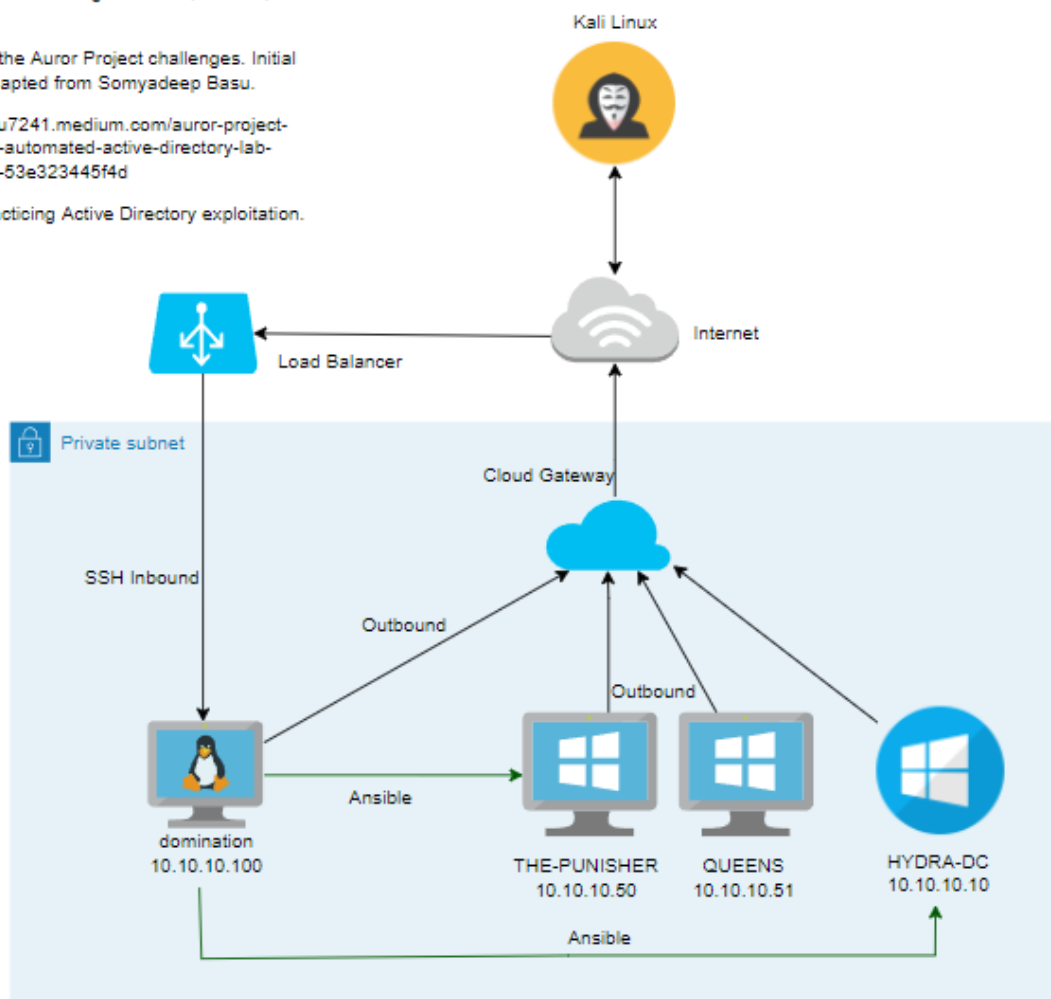 Kali Linux
the Auror Project challenges. Initial
apted from Somyadeep Basu.
u7241.medium.com/auror-project-
-automated-active-directory-lab-
-53e323445f4d
cticing Active Directory exploitation.
Internet
Load Balancer
Private subnet
Cloud Gateway
SSH Inbound
Outbound
Outbound
Ansible
domination
10.10.10.100
THE-PUNISHER
10.10.10.50
QUEENS
10.10.10.51
HYDRA-DC
10.10.10.10
Ansible